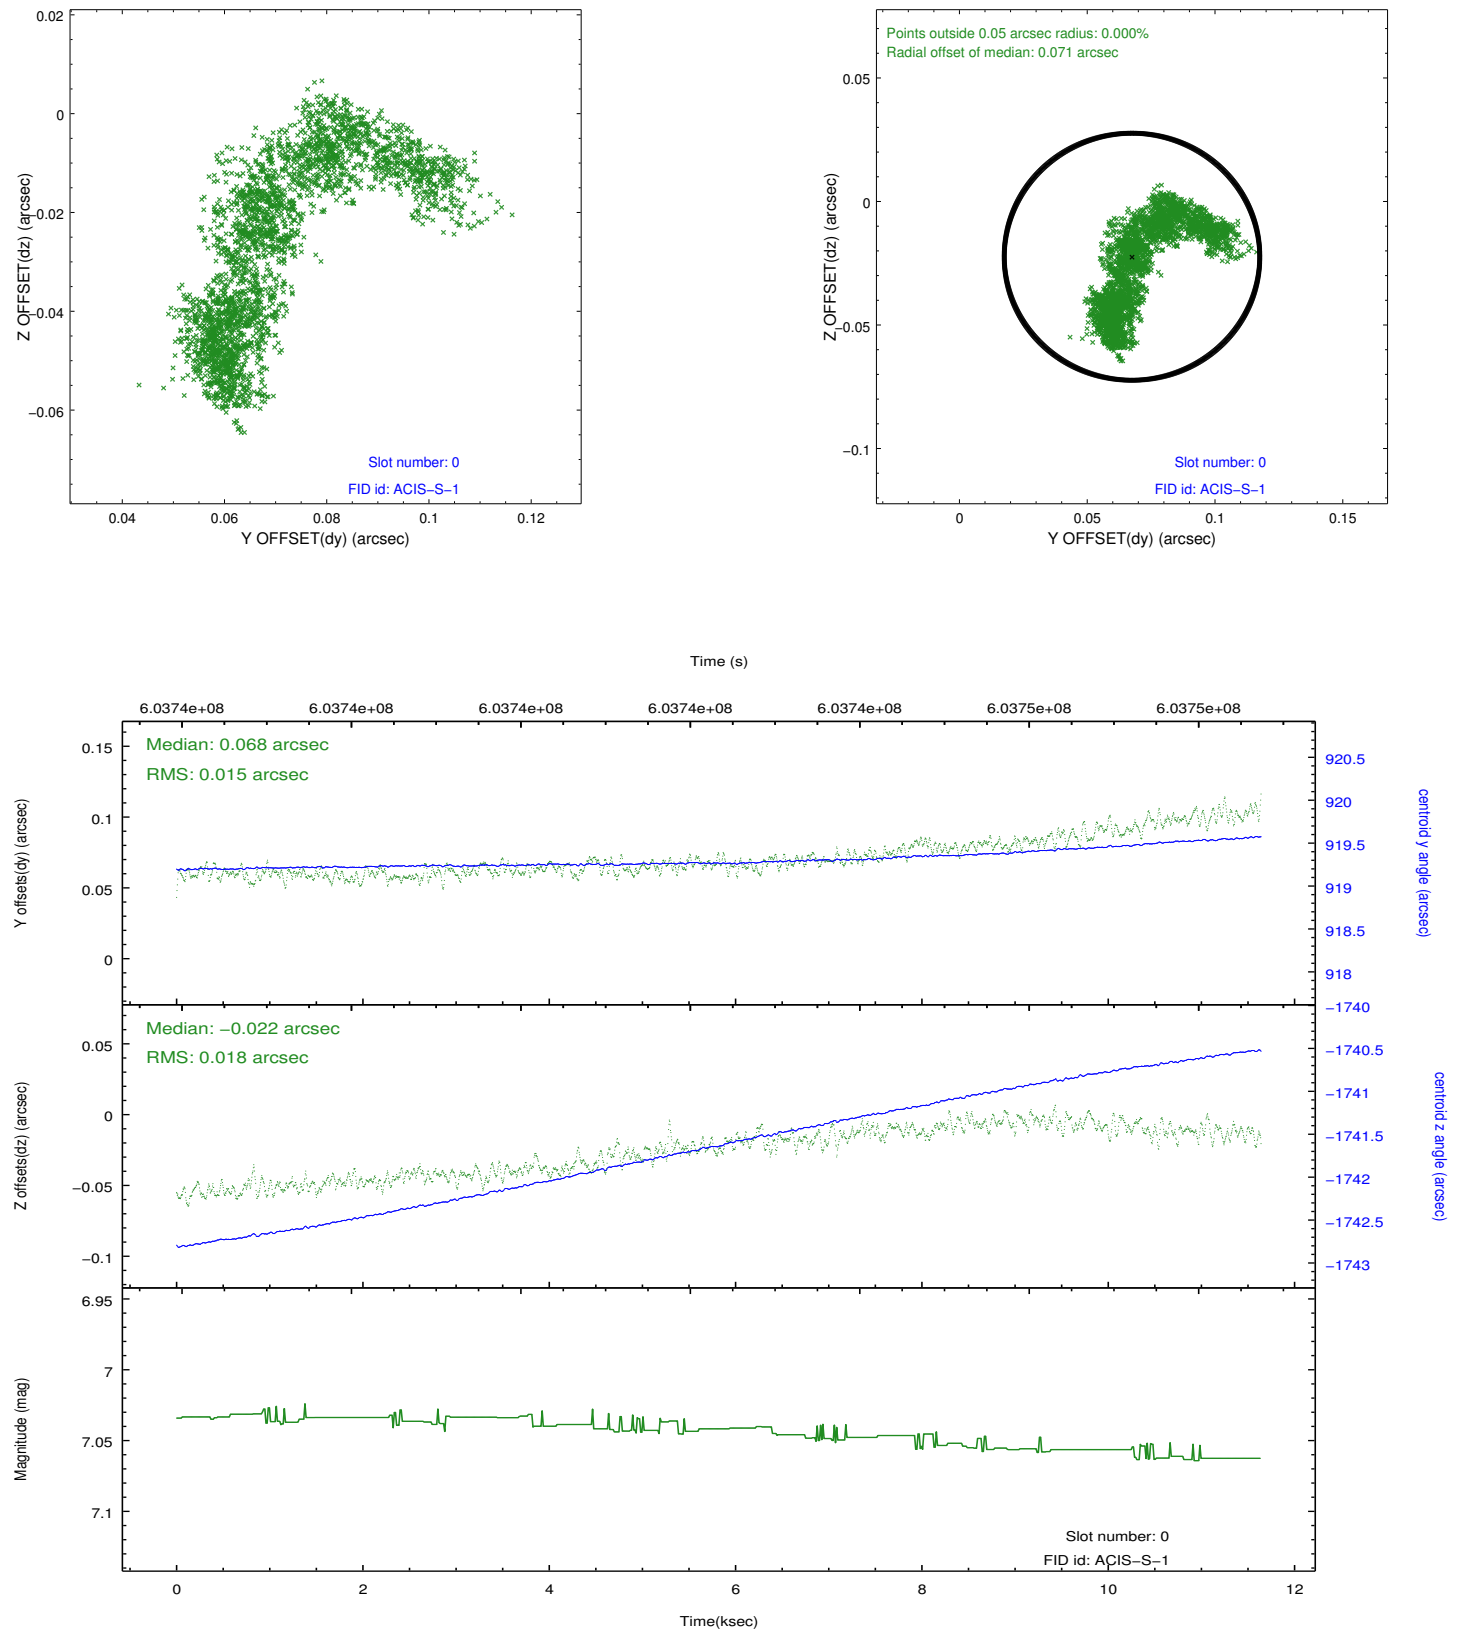 0.02
0
−0.02
−0.04
−0.06
Z OFFSET(dz) (arcsec)
Slot number: 0
FID id: ACIS−S−1
0.04
0.06
0.08
0.1
0.12
Y OFFSET(dy) (arcsec)
Points outside 0.05 arcsec radius: 0.000%
Radial offset of median: 0.071 arcsec
0.05
0
−0.05
−0.1
Z OFFSET(dz) (arcsec)
Slot number: 0
FID id: ACIS−S−1
0
0.05
0.1
0.15
Y OFFSET(dy) (arcsec)
Time (s)
6.0374e+08
6.0374e+08
6.0374e+08
6.0374e+08
6.0374e+08
6.0375e+08
6.0375e+08
Median: 0.068 arcsec
RMS: 0.015 arcsec
0.15
0.1
0.05
0
Y offsets(dy) (arcsec)
920.5
920
919.5
919
918.5
918
centroid y angle (arcsec)
Median: −0.022 arcsec
RMS: 0.018 arcsec
0.05
0
−0.05
−0.1
Z offsets(dz) (arcsec)
−1740
−1740.5
−1741
−1741.5
−1742
−1742.5
−1743
centroid z angle (arcsec)
6.95
7
7.05
7.1
Magnitude (mag)
Slot number: 0
FID id: ACIS−S−1
0
2
4
6
8
10
12
Time(ksec)